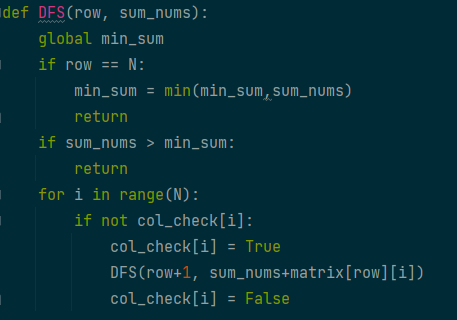 def DFS(row, sum_nums):
    global min_sum
    if row == N:
        min_sum = min(min_sum,sum_nums)
        return
    if sum_nums > min_sum:
        return
    for i in range(N):
        if not col_check[i]:
            col_check[i] = True
            DFS(row+1, sum_nums+matrix[row][i])
            col_check[i] = False